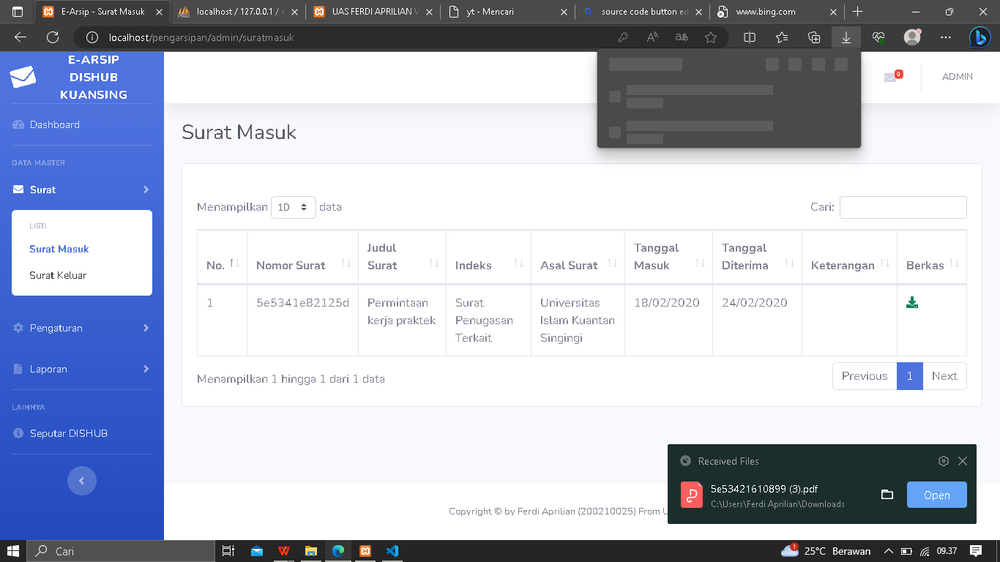 E-Arsip - Surat Masuk
localhost / 127.0.0.1 / e
UAS FERDI APRILIAN V
yt - Mencari
source code button ed
www.bing.com
localhost/pengarsipan/admin/suratmasuk
E-ARSIP
DISHUB
KUANSING
0
ADMIN
Dashboard
DATA MASTER
Surat
LIST:
Surat Masuk
Surat Keluar
Pengaturan
Laporan
LAINNYA
Seputar DISHUB
Surat Masuk
Menampilkan 10 data
Cari:
No. Nomor Surat Judul Surat Indeks Asal Surat Tanggal Masuk Tanggal Diterima Keterangan Berkas
1 5e5341e82125d Permintaan kerja praktek Surat Penugasan Terkait Universitas Islam Kuantan Singingi 18/02/2020 24/02/2020
Menampilkan 1 hingga 1 dari 1 data
Previous 1 Next
Received Files
5e53421610899 (3).pdf
C:\Users\Ferdi Aprilian\Downloads
Open
Copyright © by Ferdi Aprilian (200210025) From U
Cari
1
25°C Berawan
09.37